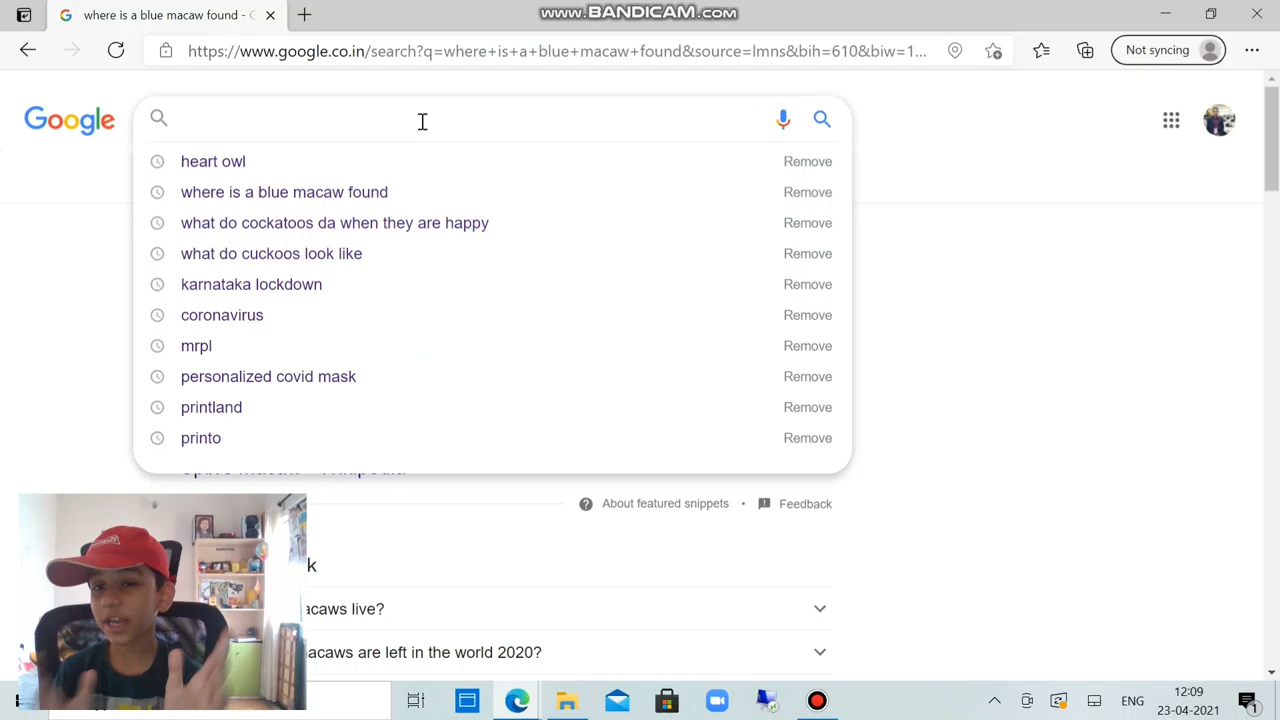 where is a blue macaw found - G
www.BANDICAM.com
https://www.google.co.in/search?q=where+is+a+blue+macaw+found&source=lmns&bih=610&biw=1...
Not syncing
Google
heart owl
Remove
where is a blue macaw found
Remove
what do cockatoos da when they are happy
Remove
what do cuckoos look like
Remove
karnataka lockdown
Remove
coronavirus
Remove
mrpl
Remove
personalized covid mask
Remove
printland
Remove
printo
Remove
About featured snippets • Feedback
k
acaws live?
acaws are left in the world 2020?
ENG
12:09
23-04-2021
1